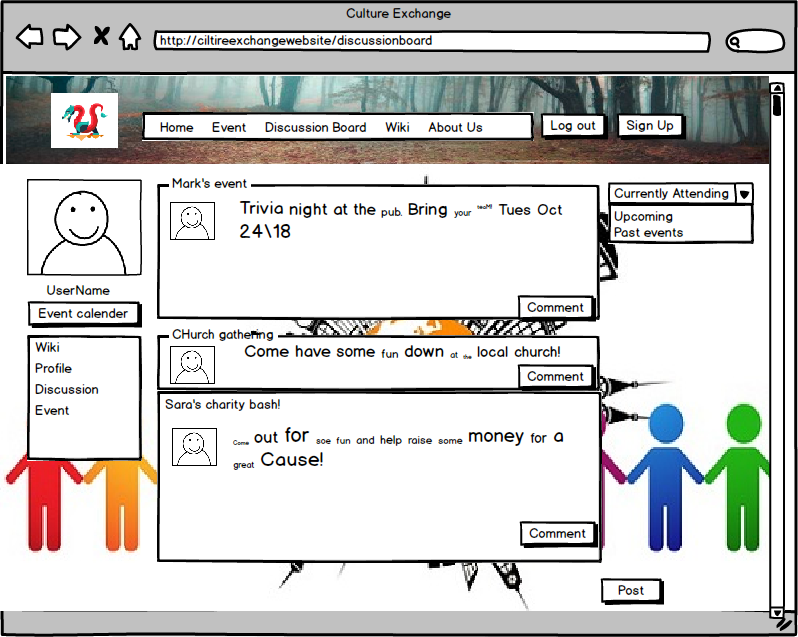 Culture Exchange
http://ciltireexchangewebsite/discussionboard
Home Event Discussion Board Wiki About Us Log out Sign Up
UserName
Event calender
Wiki
Profile
Discussion
Event
Mark's event
Trivia night at the pub. Bring your teaM! Tues Oct
24\18
Comment
CHurch gathering
Come have some fun down at the local church!
Comment
Sara's charity bash!
Come out for soe fun and help raise some money for a
great Cause!
Comment
Currently Attending
Upcoming
Past events
Post